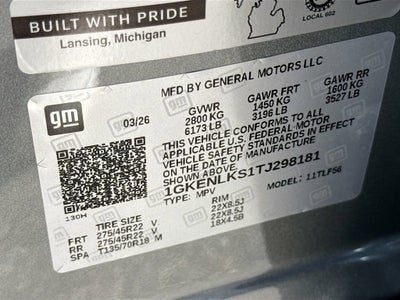 BUILT WITH PRIDE
Lansing, Michigan
LOCAL 602
MFD BY GENERAL MOTORS LLC
gm
03/26
GVWR GAWR FRT GAWR RR
2800 KG 1450 KG 1600 KG
6173 LB 3196 LB 3527 LB
THIS VEHICLE CONFORMS TO ALL
APPLICABLE U.S. FEDERAL MOTOR
VEHICLE SAFETY STANDARDS IN
EFFECT ON THE DATE OF
MANUFACTURE SHOWN ABOVE.
1GKENLKS1TJ298181
TYPE: MPV MODEL: 11TLF56
130H
TIRE SIZE RIM
FRT 275/45R22 V 22X8.5J
RR 275/45R22 V 22X8.5J
SPA T135/70R18 M 18X4.5B